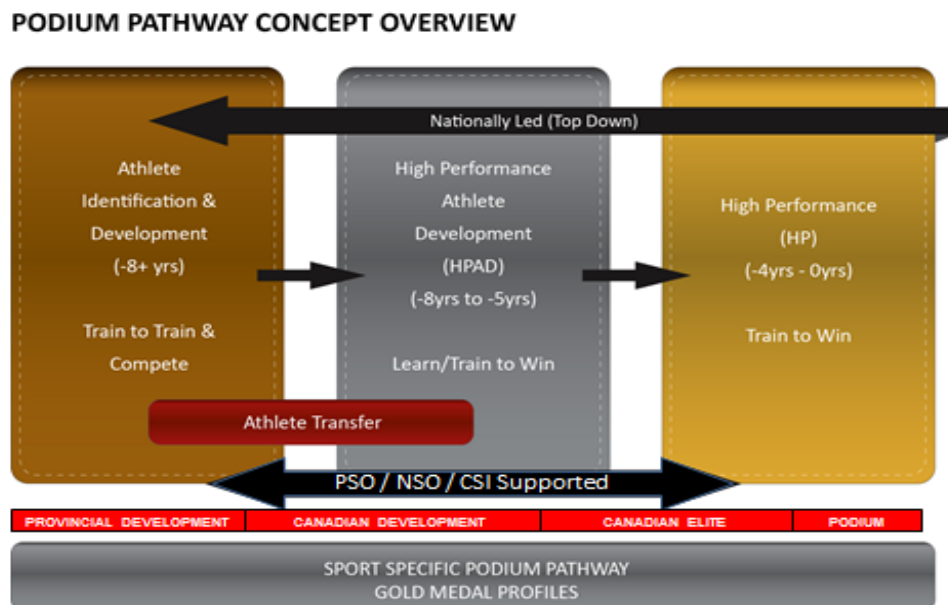 PODIUM PATHWAY CONCEPT OVERVIEW
Nationally Led (Top Down)
Athlete
Identification &
Development
(-8+ yrs)
Train to Train &
Compete
High Performance
Athlete
Development
(HPAD)
(-8yrs to -5yrs)
Learn/Train to Win
High Performance
(HP)
(-4yrs - 0yrs)
Train to Win
Athlete Transfer
PSO / NSO / CSI Supported
PROVINCIAL DEVELOPMENT
CANADIAN DEVELOPMENT
CANADIAN ELITE
PODIUM
SPORT SPECIFIC PODIUM PATHWAY
GOLD MEDAL PROFILES